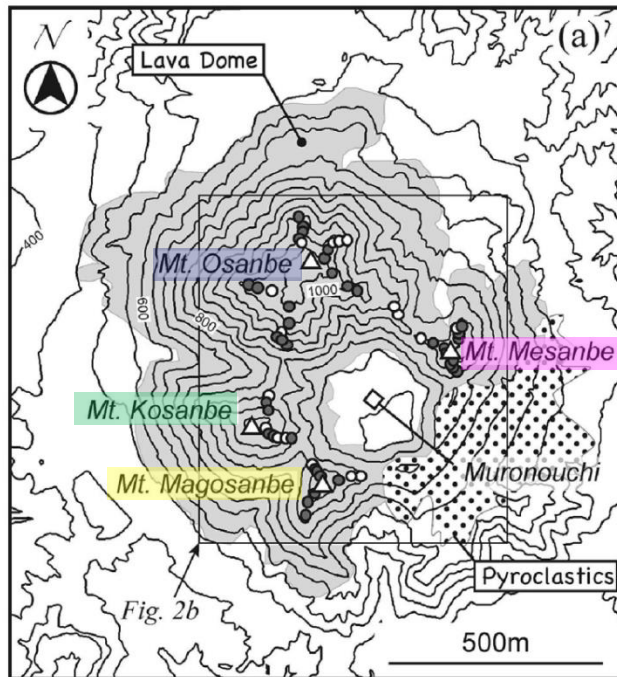 N
(a)
Lava Dome
400
Mt. Osanbe
1000
600
800
Mt. Mesanbe
Mt. Kosanbe
Mt. Magosanbe
Muronouchi
Pyroclastics
Fig. 2b
500m